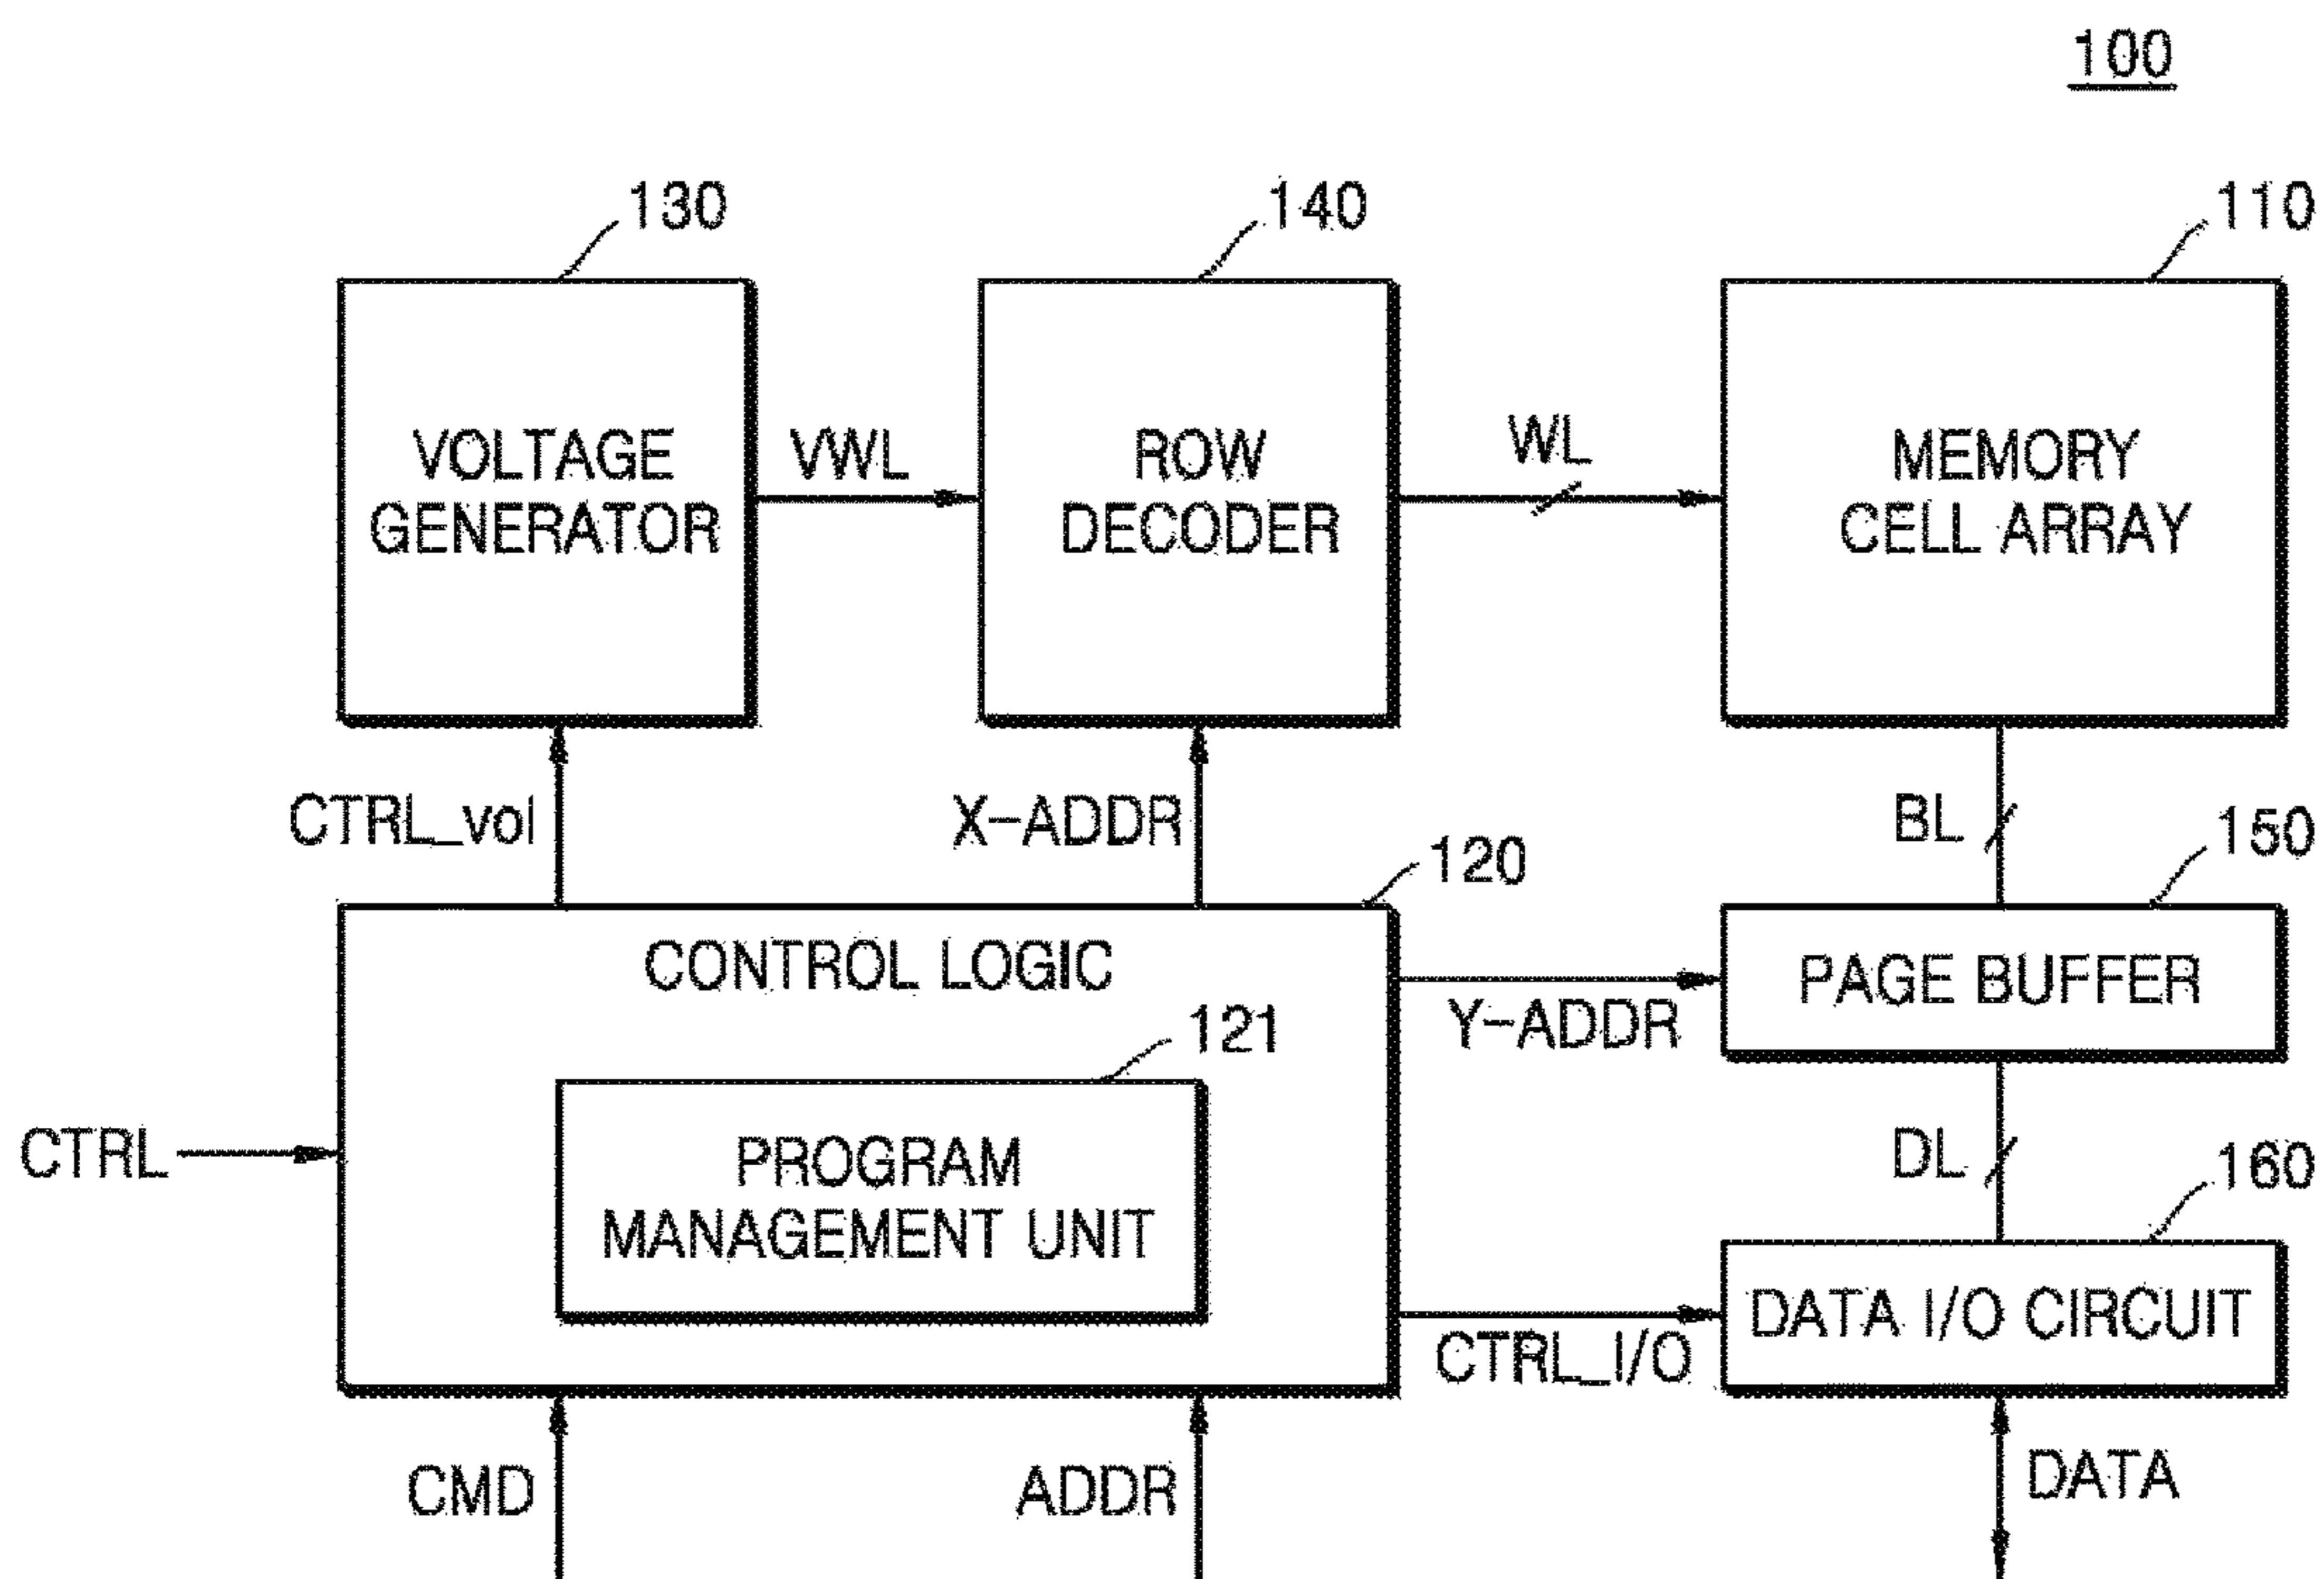 100
130
140
110
VOLTAGE
GENERATOR
VWL
ROW
DECODER
WL
MEMORY
CELL ARRAY
CTRL_vol
X-ADDR
BL
120
150
CONTROL LOGIC
PAGE BUFFER
Y-ADDR
121
CTRL
PROGRAM
MANAGEMENT UNIT
DL
160
DATA I/O CIRCUIT
CTRL_I/O
CMD
ADDR
DATA